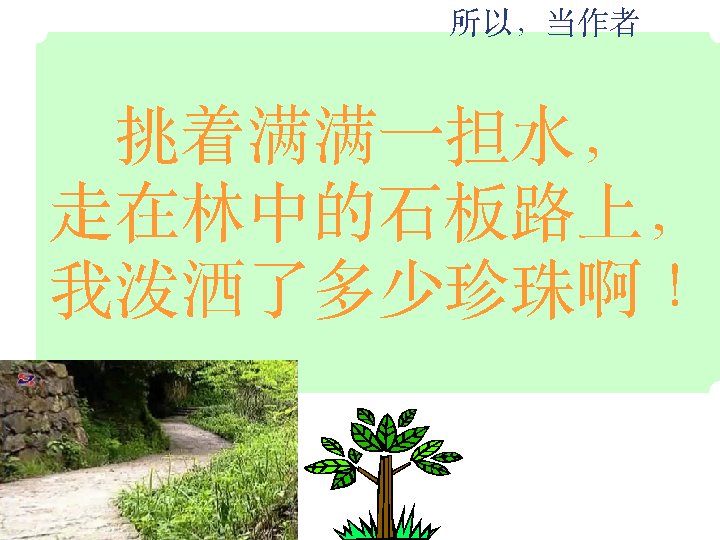 所以，当作者
挑着满满一担水，
走在林中的石板路上，
我泼洒了多少珍珠啊！